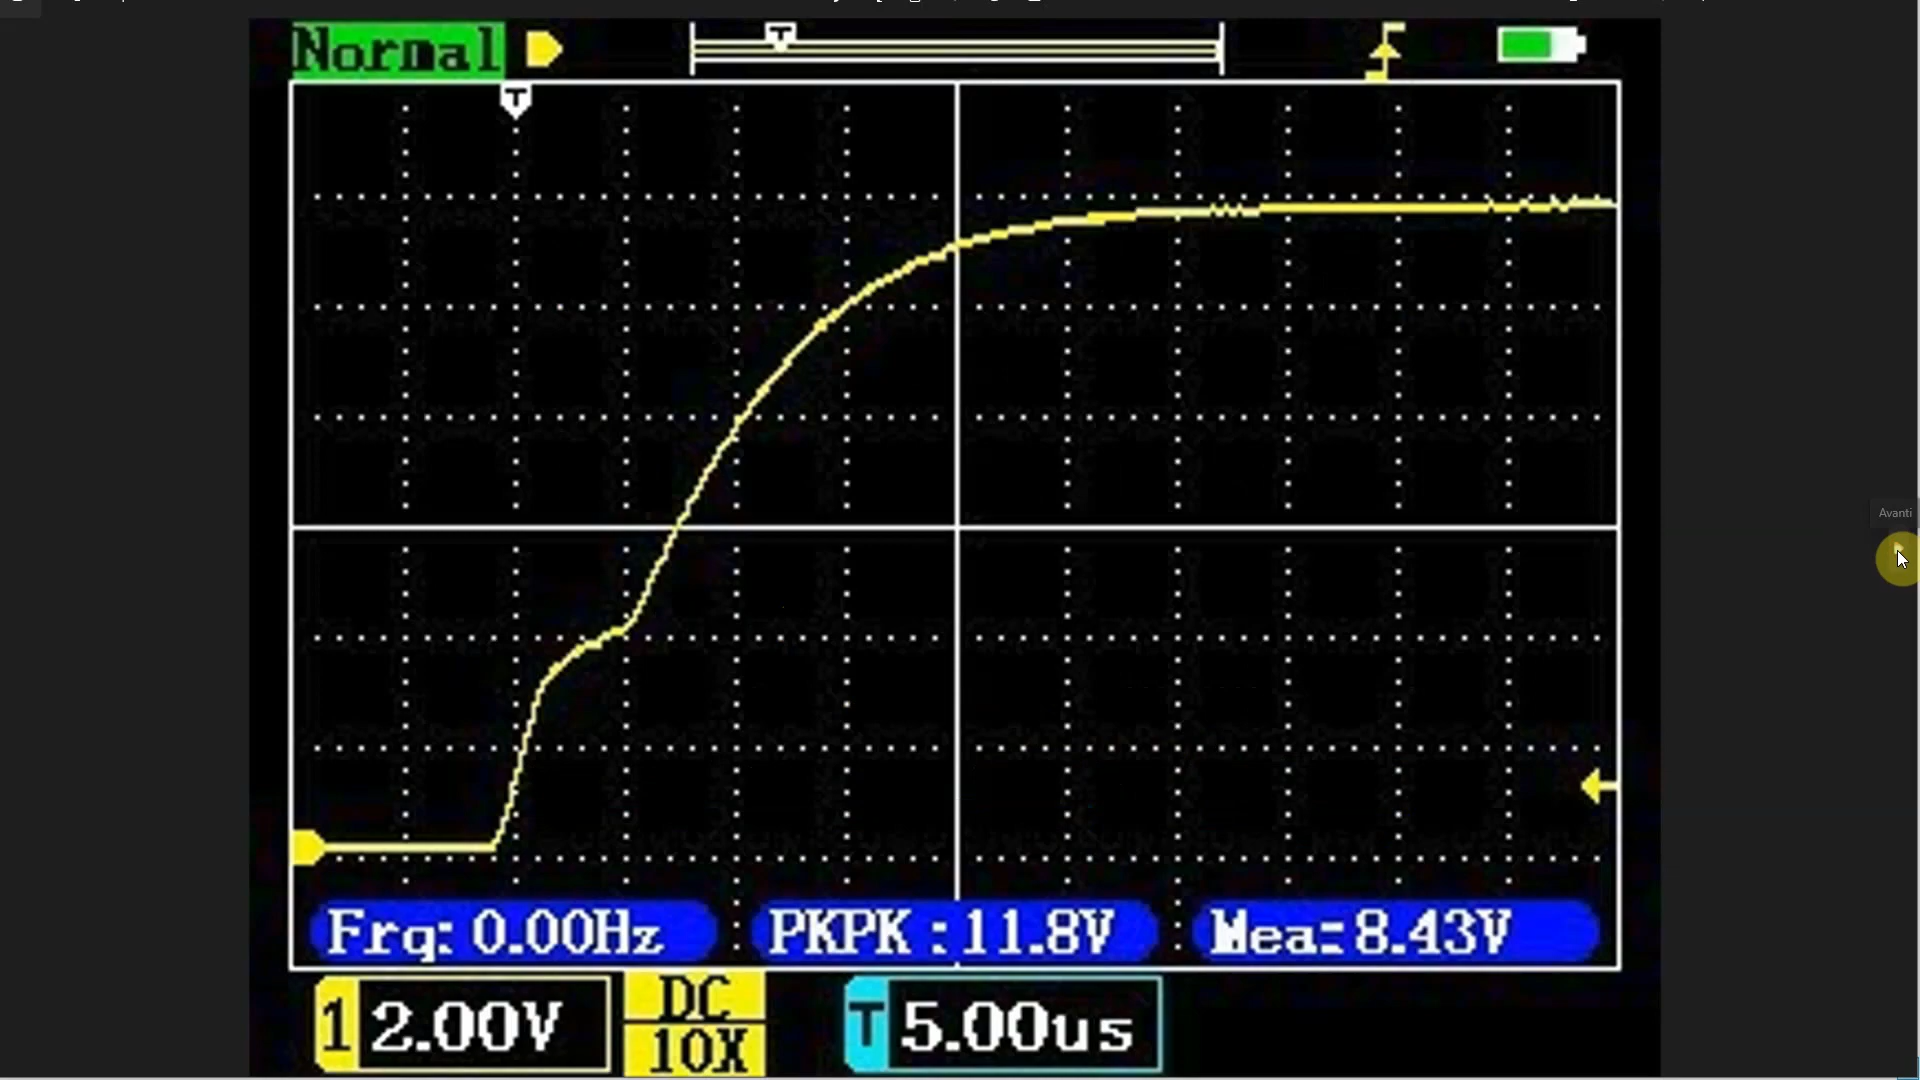 Normal
T
T
Avanti
Frq: 0.00Hz PKPK :11.8V Mea:8.43V
1 2.00V DC 10X T 5.00us